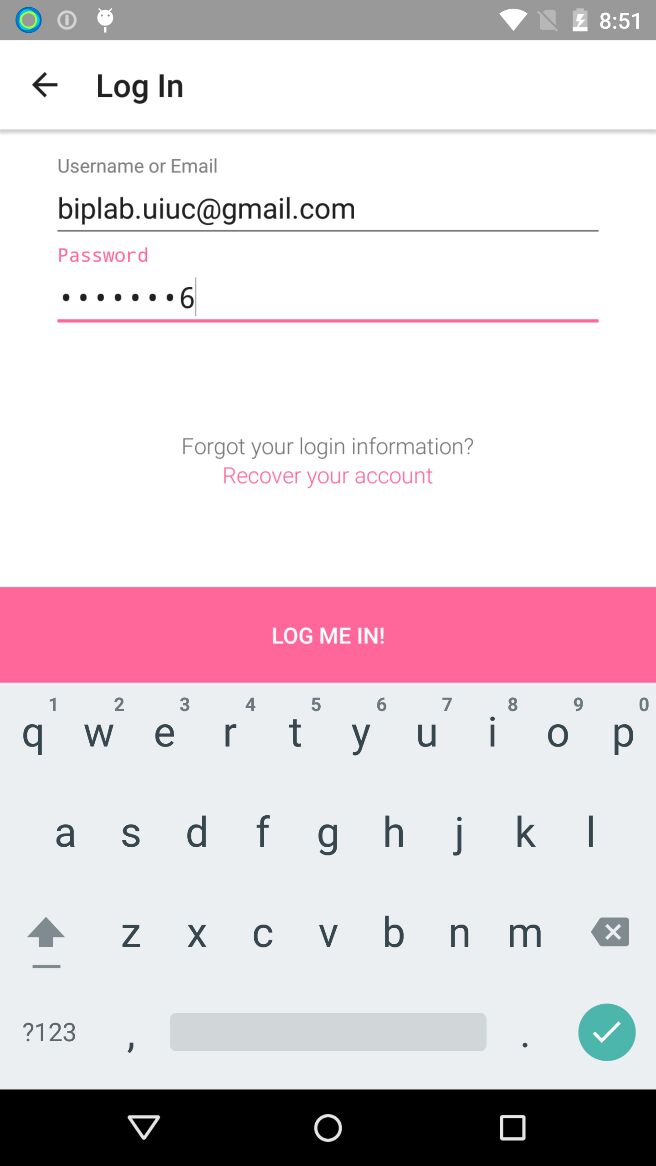 8:51
Log In
Username or Email
biplab.uiuc@gmail.com
Password
•••••••6
Forgot your login information?
Recover your account
LOG ME IN!
1 2 3 4 5 6 7 8 9 0
q w e r t y u i o p
a s d f g h j k l
z x c v b n m
?123 , .